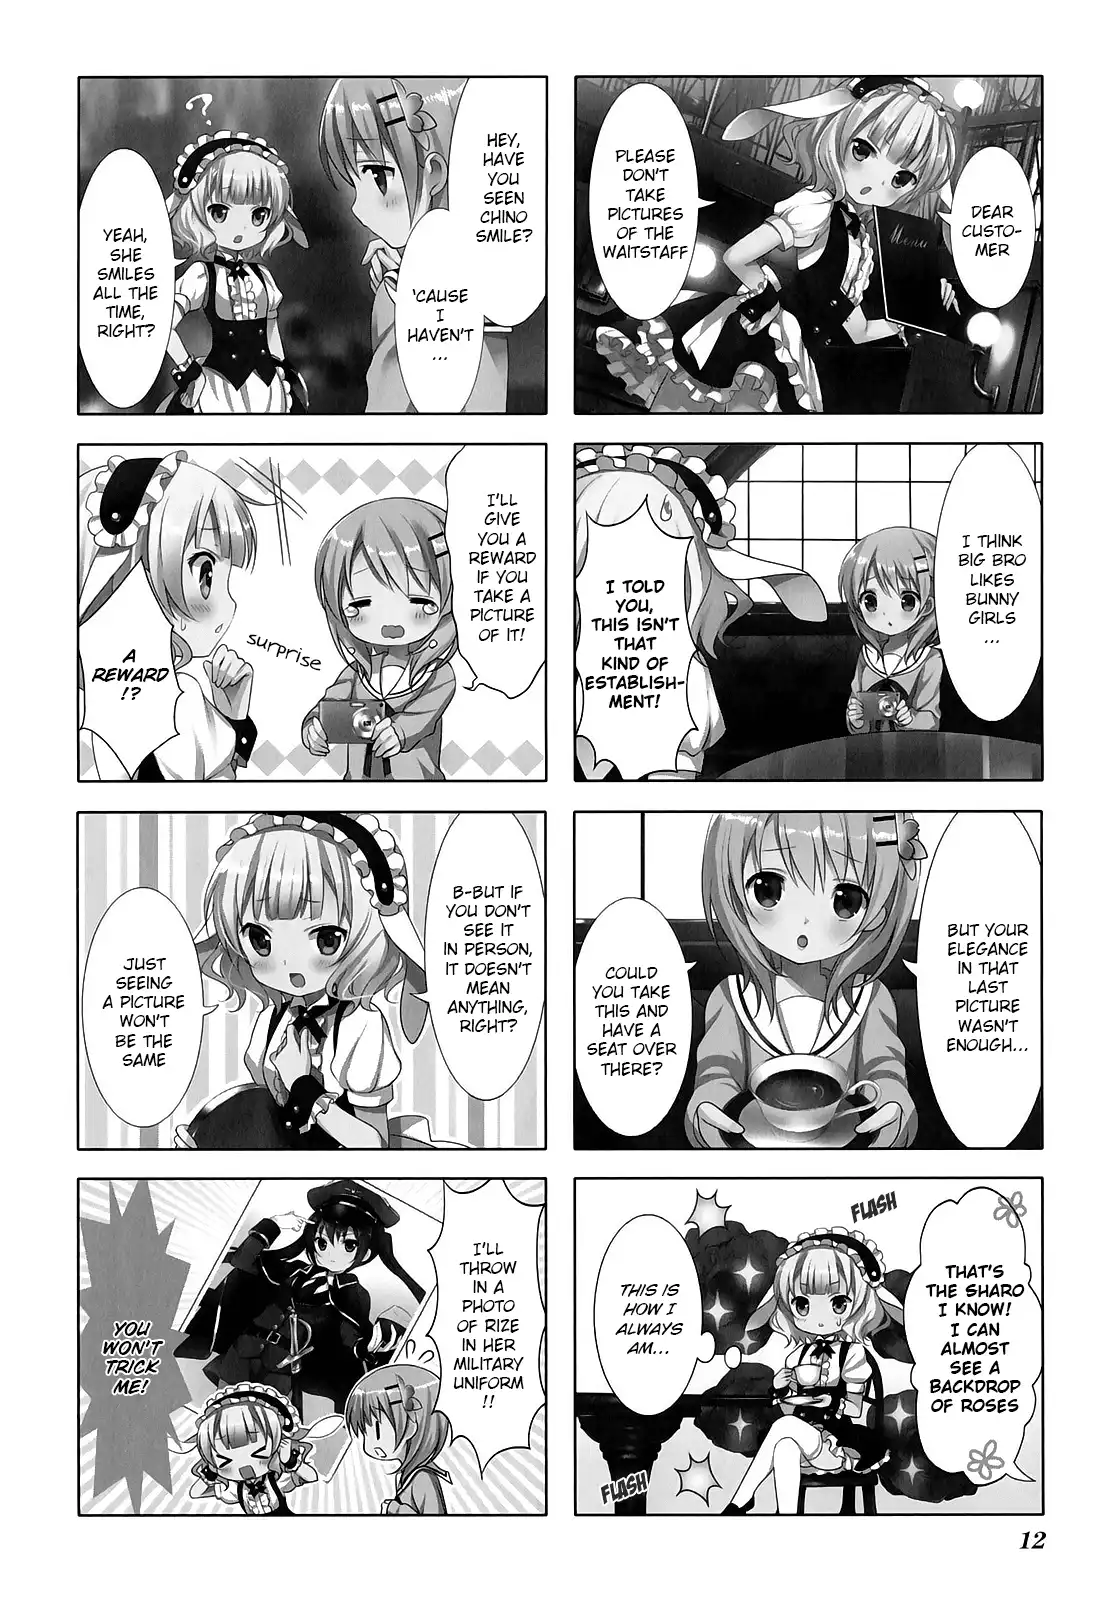 DEAR
CUSTO-
MER
Menu
PLEASE
DON'T
TAKE
PICTURES
OF THE
WAITSTAFF
I THINK
BIG BRO
LIKES
BUNNY
GIRLS
...
I TOLD
YOU,
THIS ISN'T
THAT
KIND OF
ESTABLISH-
MENT!
BUT YOUR
ELEGANCE
IN THAT
LAST
PICTURE
WASN'T
ENOUGH...
COULD
YOU TAKE
THIS AND
HAVE A
SEAT OVER
THERE?
THAT'S
THE SHARO
I KNOW!
I CAN
ALMOST
SEE A
BACKDROP
OF ROSES
FLASH
THIS IS
HOW I
ALWAYS
AM...
FLASH
HEY,
HAVE
YOU
SEEN
CHINO
SMILE?
'CAUSE
I
HAVEN'T
...
?
YEAH,
SHE
SMILES
ALL THE
TIME,
RIGHT?
I'LL
GIVE
YOU A
REWARD
IF YOU
TAKE A
PICTURE
OF IT!
surprise
A
REWARD
!?
B-BUT IF
YOU DON'T
SEE IT
IN PERSON,
IT DOESN'T
MEAN
ANYTHING,
RIGHT?
JUST
SEEING
A PICTURE
WON'T
BE THE
SAME
I'LL
THROW
IN A
PHOTO
OF RIZE
IN HER
MILITARY
UNIFORM
!!
YOU
WON'T
TRICK
ME!
12